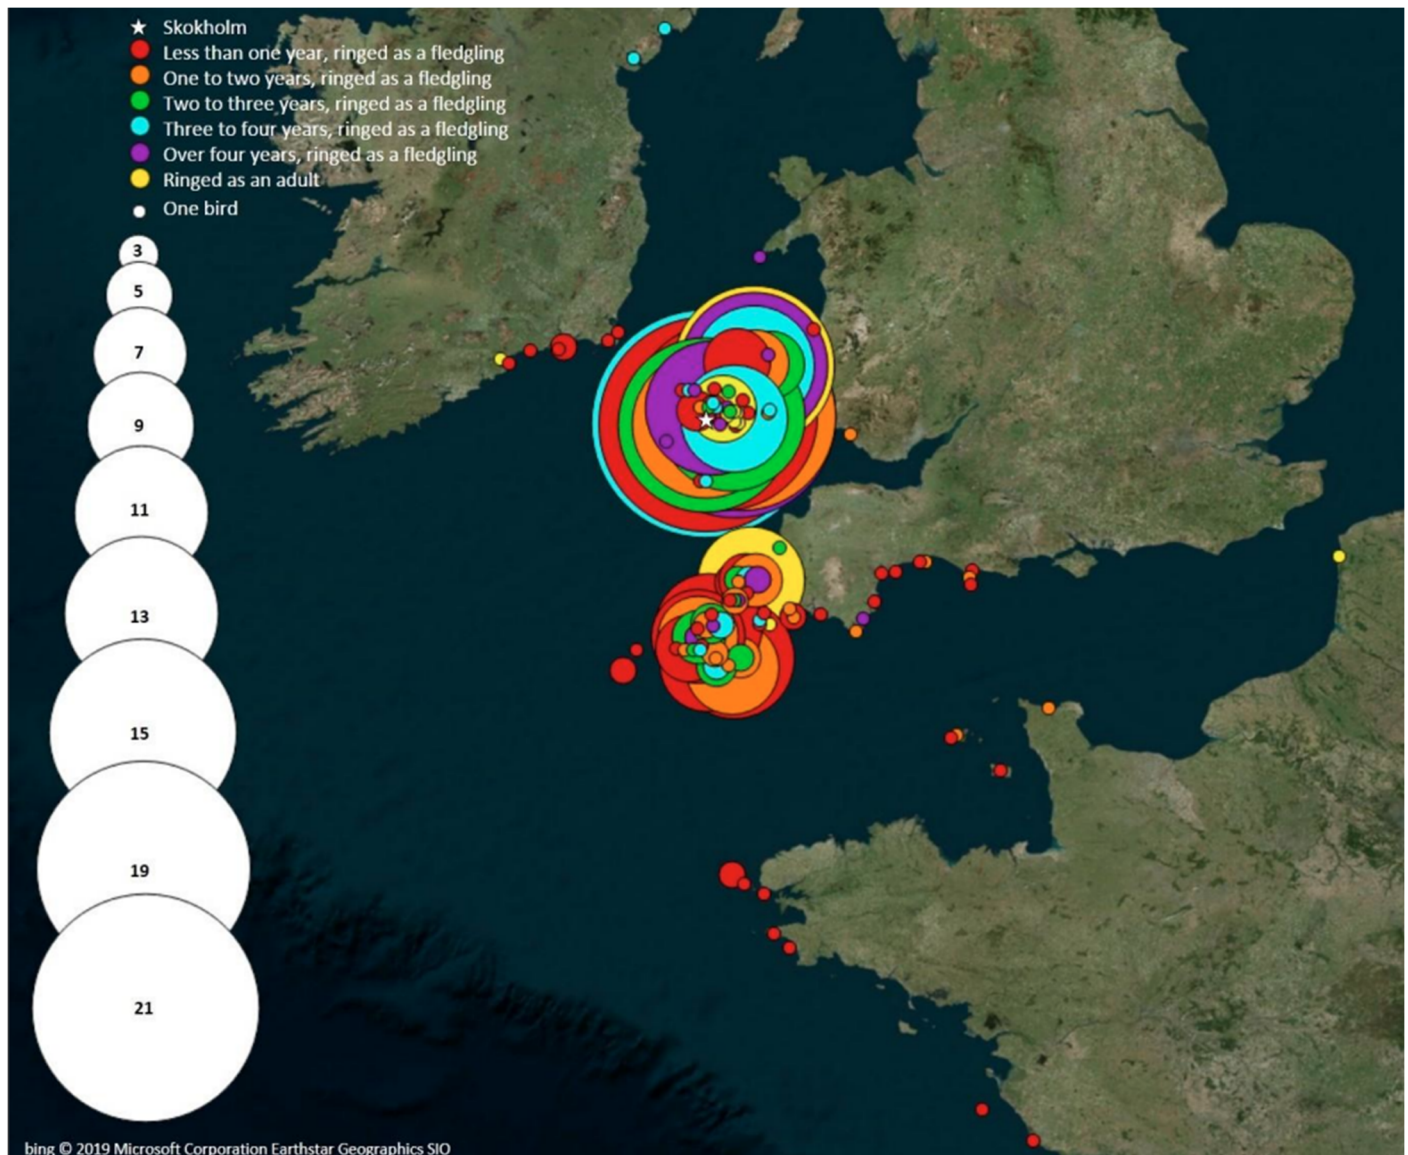 Skokholm
Less than one year, ringed as a fledgling
One to two years, ringed as a fledgling
Two to three years, ringed as a fledgling
Three to four years, ringed as a fledgling
Over four years, ringed as a fledgling
Ringed as an adult
One bird
3
5
7
9
11
13
15
19
21
bing © 2019 Microsoft Corporation Earthstar Geographics SIO